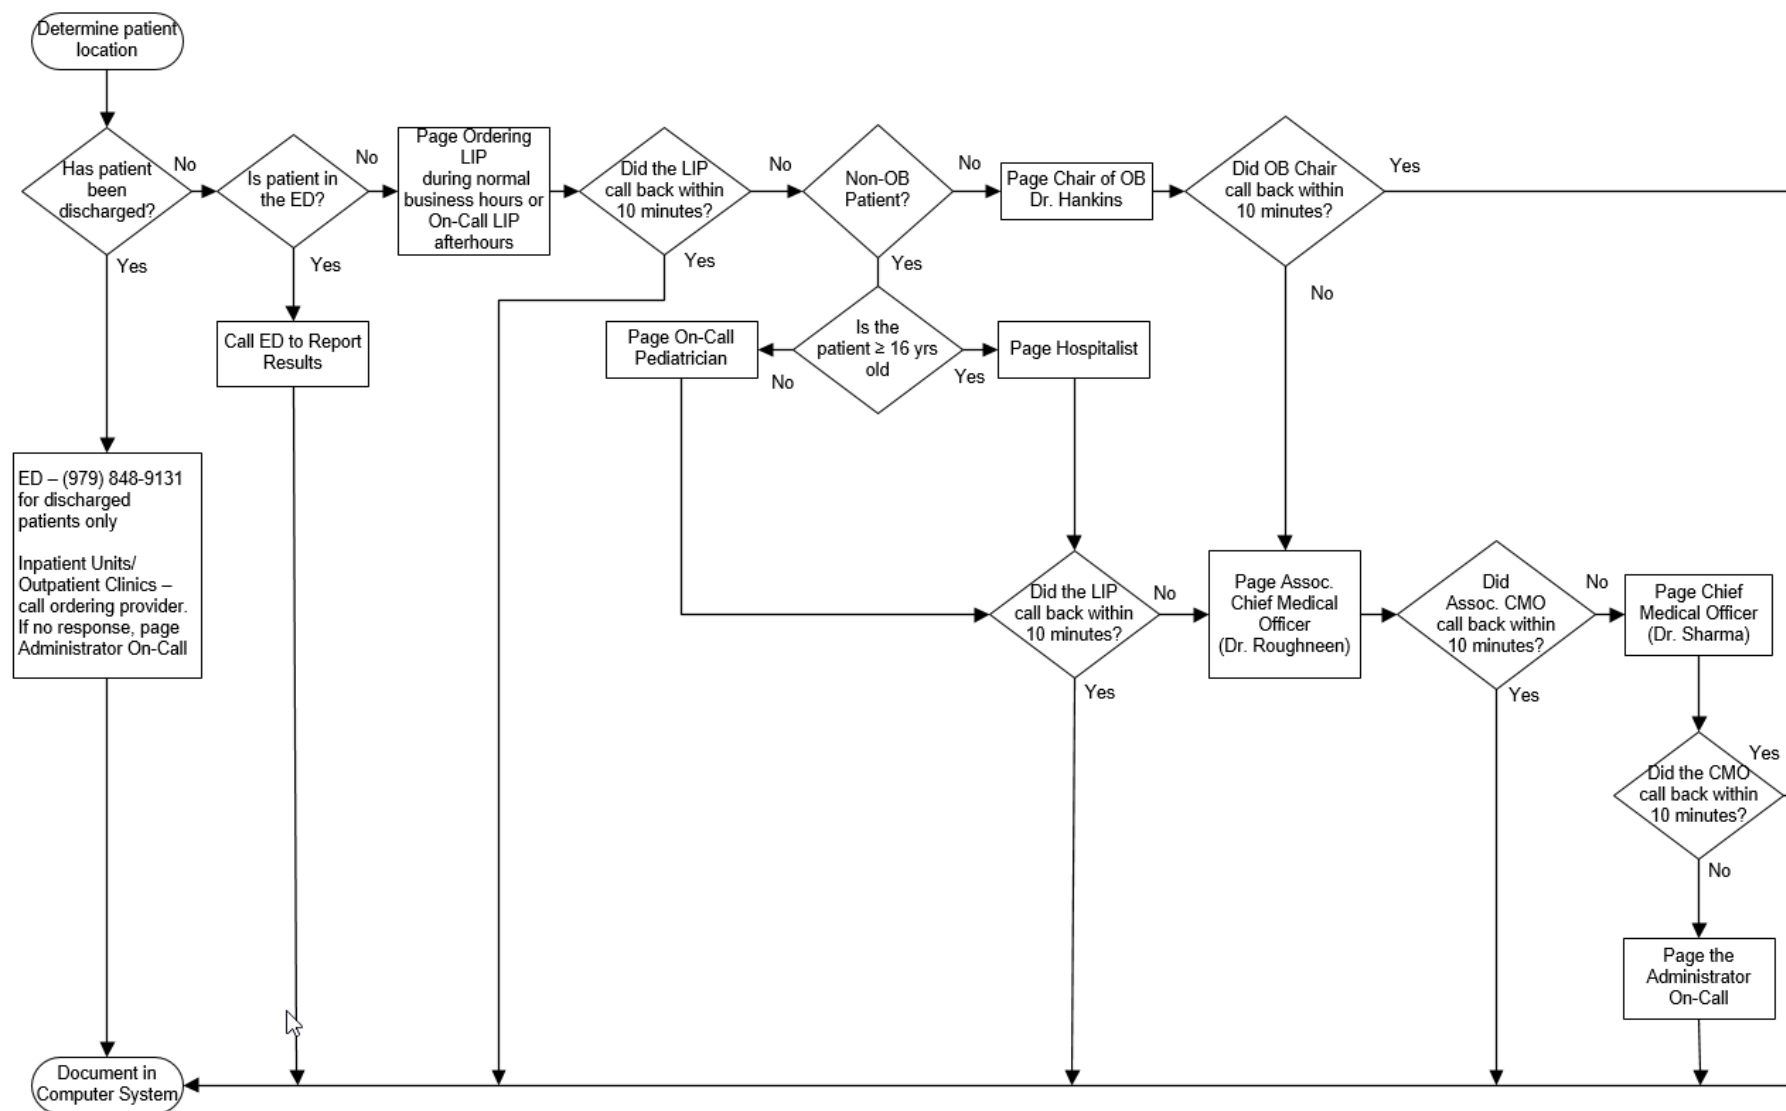 Determine patient
location
Has patient
been
discharged?
No
Yes
Is patient in
the ED?
No
Yes
Page Ordering
LIP
during normal
business hours or
On-Call LIP
afterhours
Did the LIP
call back within
10 minutes?
No
Yes
Non-OB
Patient?
No
Yes
Page Chair of OB
Dr. Hankins
Did OB Chair
call back within
10 minutes?
Yes
No
Call ED to Report
Results
Page On-Call
Pediatrician
Is the
patient ≥ 16 yrs
old
No
Yes
Page Hospitalist
ED – (979) 848-9131
for discharged
patients only
Inpatient Units/
Outpatient Clinics –
call ordering provider.
If no response, page
Administrator On-Call
Did the LIP
call back within
10 minutes?
No
Yes
Page Assoc.
Chief Medical
Officer
(Dr. Roughneen)
Did
Assoc. CMO
call back within
10 minutes?
No
Yes
Page Chief
Medical Officer
(Dr. Sharma)
Did the CMO
call back within
10 minutes?
Yes
No
Page the
Administrator
On-Call
Document in
Computer System